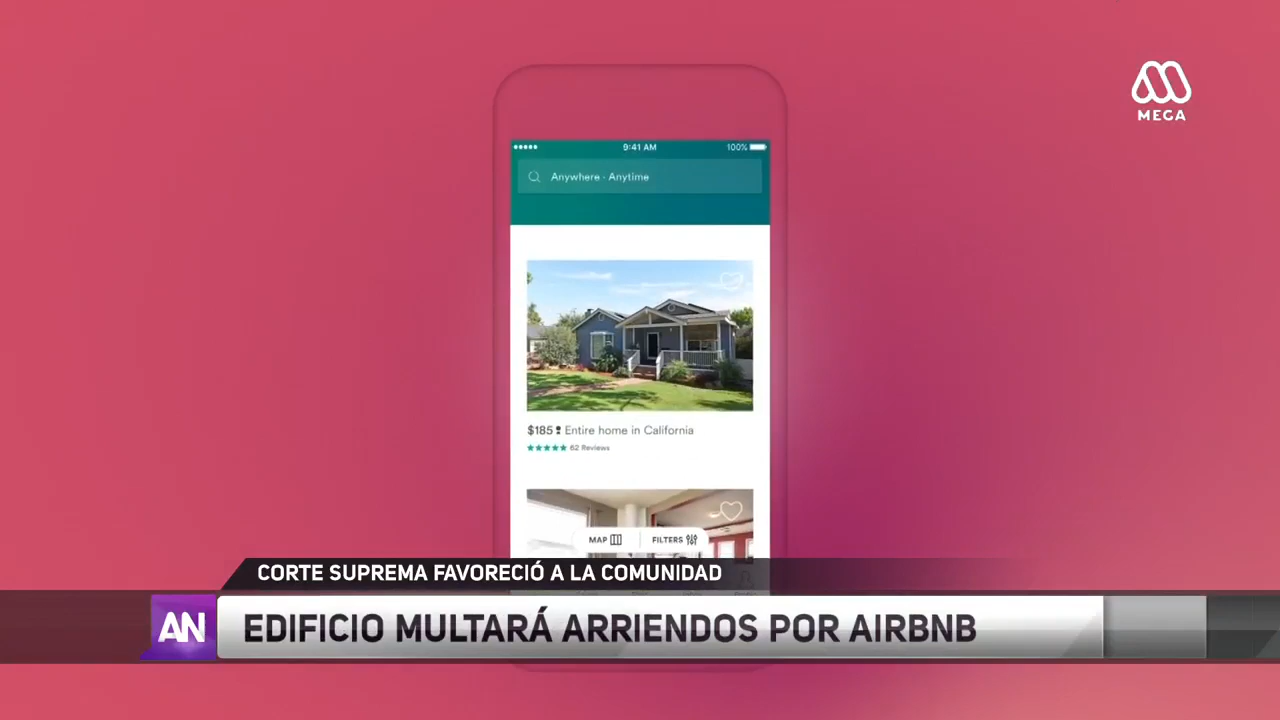 MEGA
9:41 AM
100%
Anywhere · Anytime
$185 Entire home in California
62 Reviews
MAP
FILTERS
CORTE SUPREMA FAVORECIÓ A LA COMUNIDAD
AN
EDIFICIO MULTARÁ ARRIENDOS POR AIRBNB